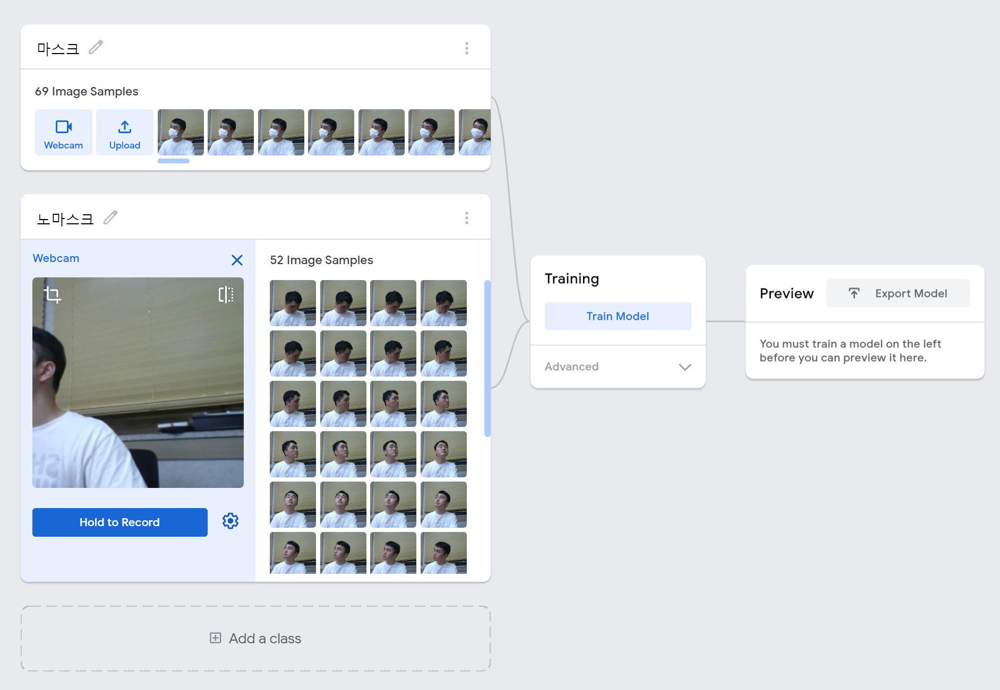 마스크
69 Image Samples
Webcam
Upload
노마스크
Webcam
52 Image Samples
Hold to Record
Add a class
Training
Train Model
Advanced
Preview
Export Model
You must train a model on the left
before you can preview it here.